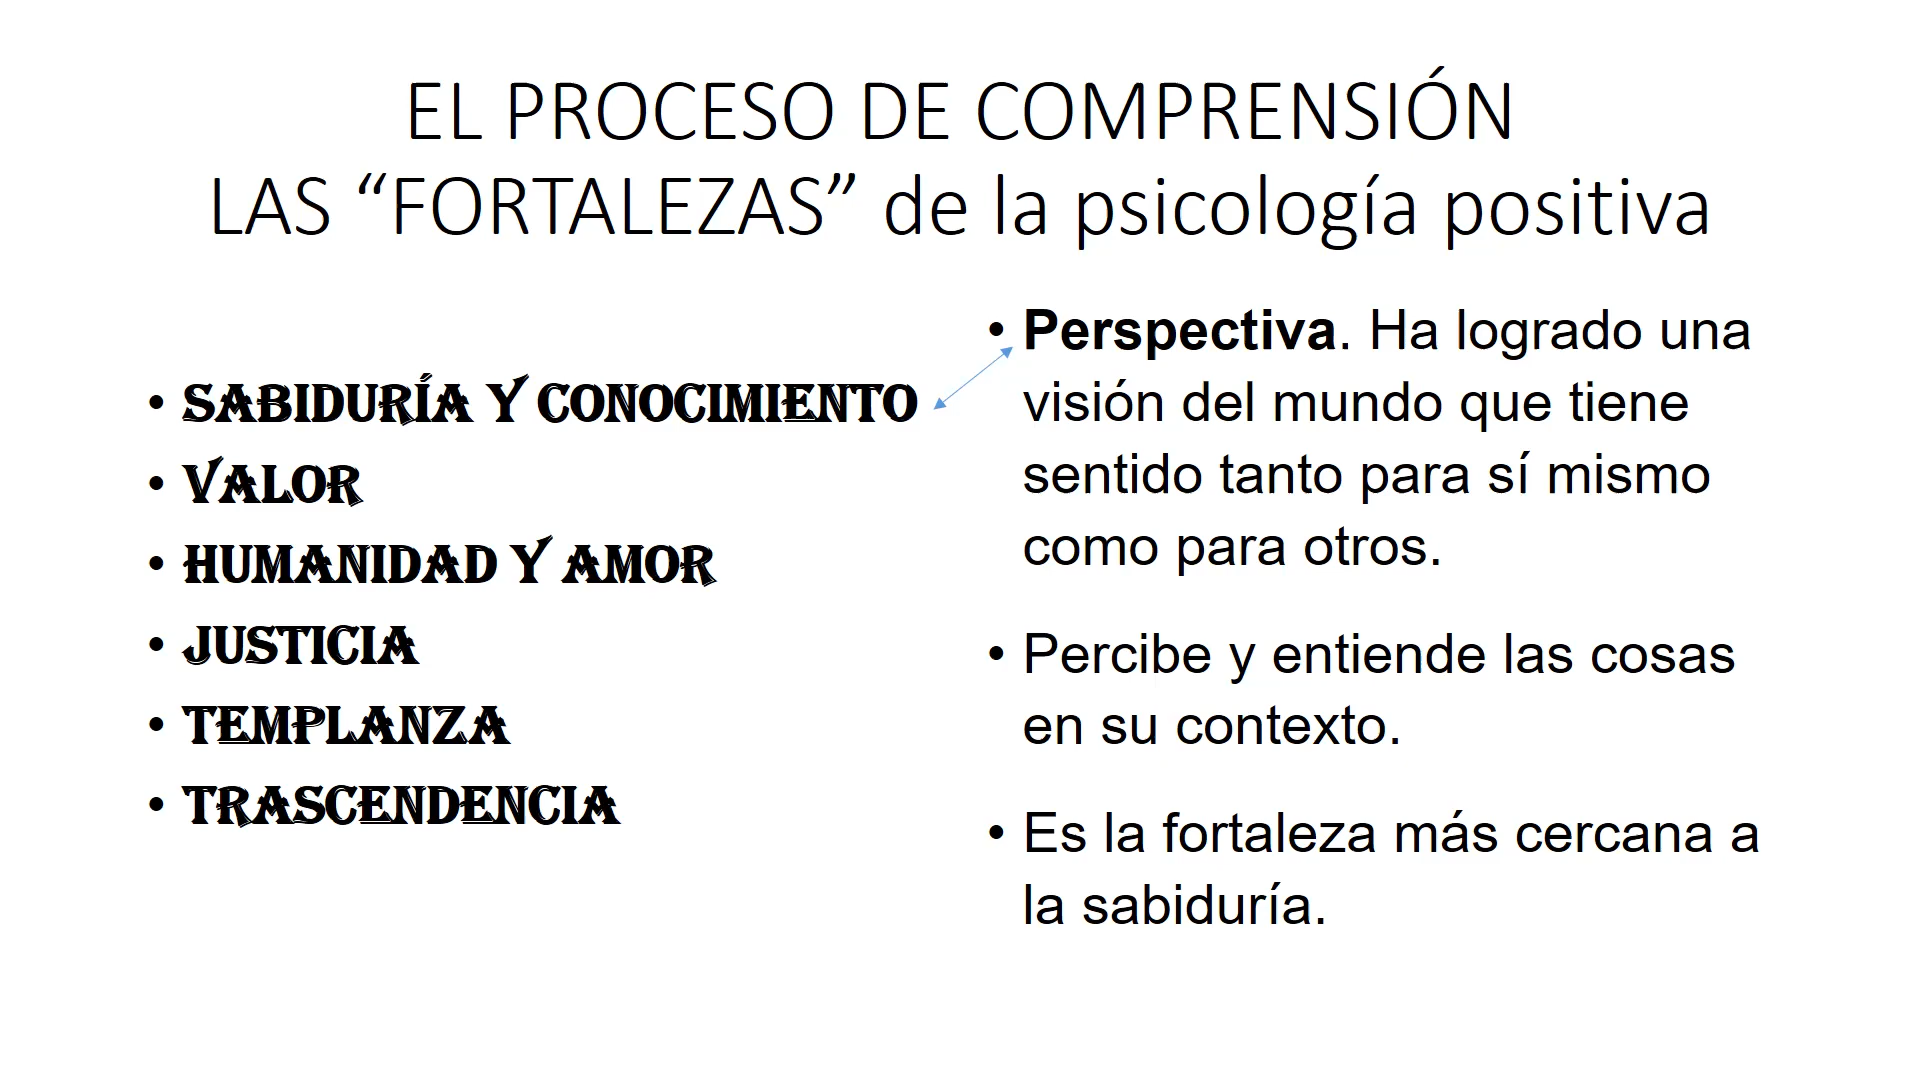 EL PROCESO DE COMPRENSIÓN
LAS “FORTALEZAS” de la psicología positiva
• SABIDURÍA Y CONOCIMIENTO
• VALOR
• HUMANIDAD Y AMOR
• JUSTICIA
• TEMPLANZA
• TRASCENDENCIA
• Perspectiva. Ha logrado una
visión del mundo que tiene
sentido tanto para sí mismo
como para otros.
• Percibe y entiende las cosas
en su contexto.
• Es la fortaleza más cercana a
la sabiduría.